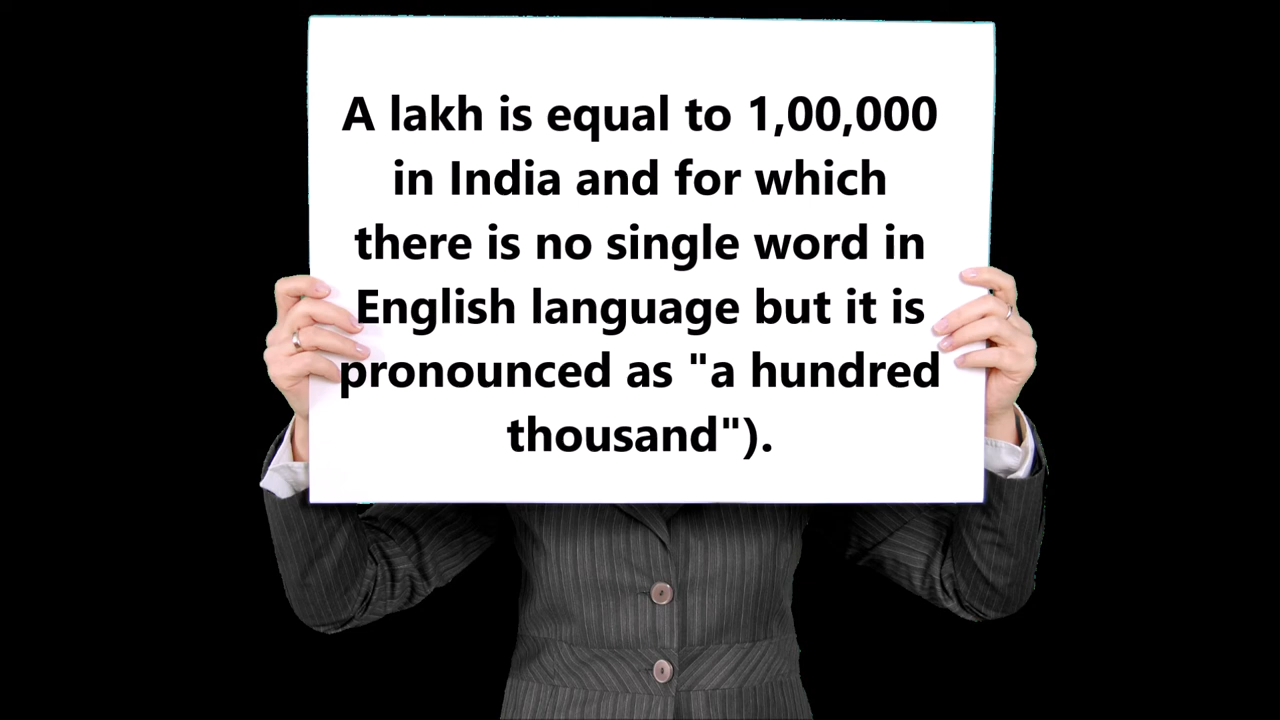 A lakh is equal to 1,00,000
in India and for which
there is no single word in
English language but it is
pronounced as "a hundred
thousand").